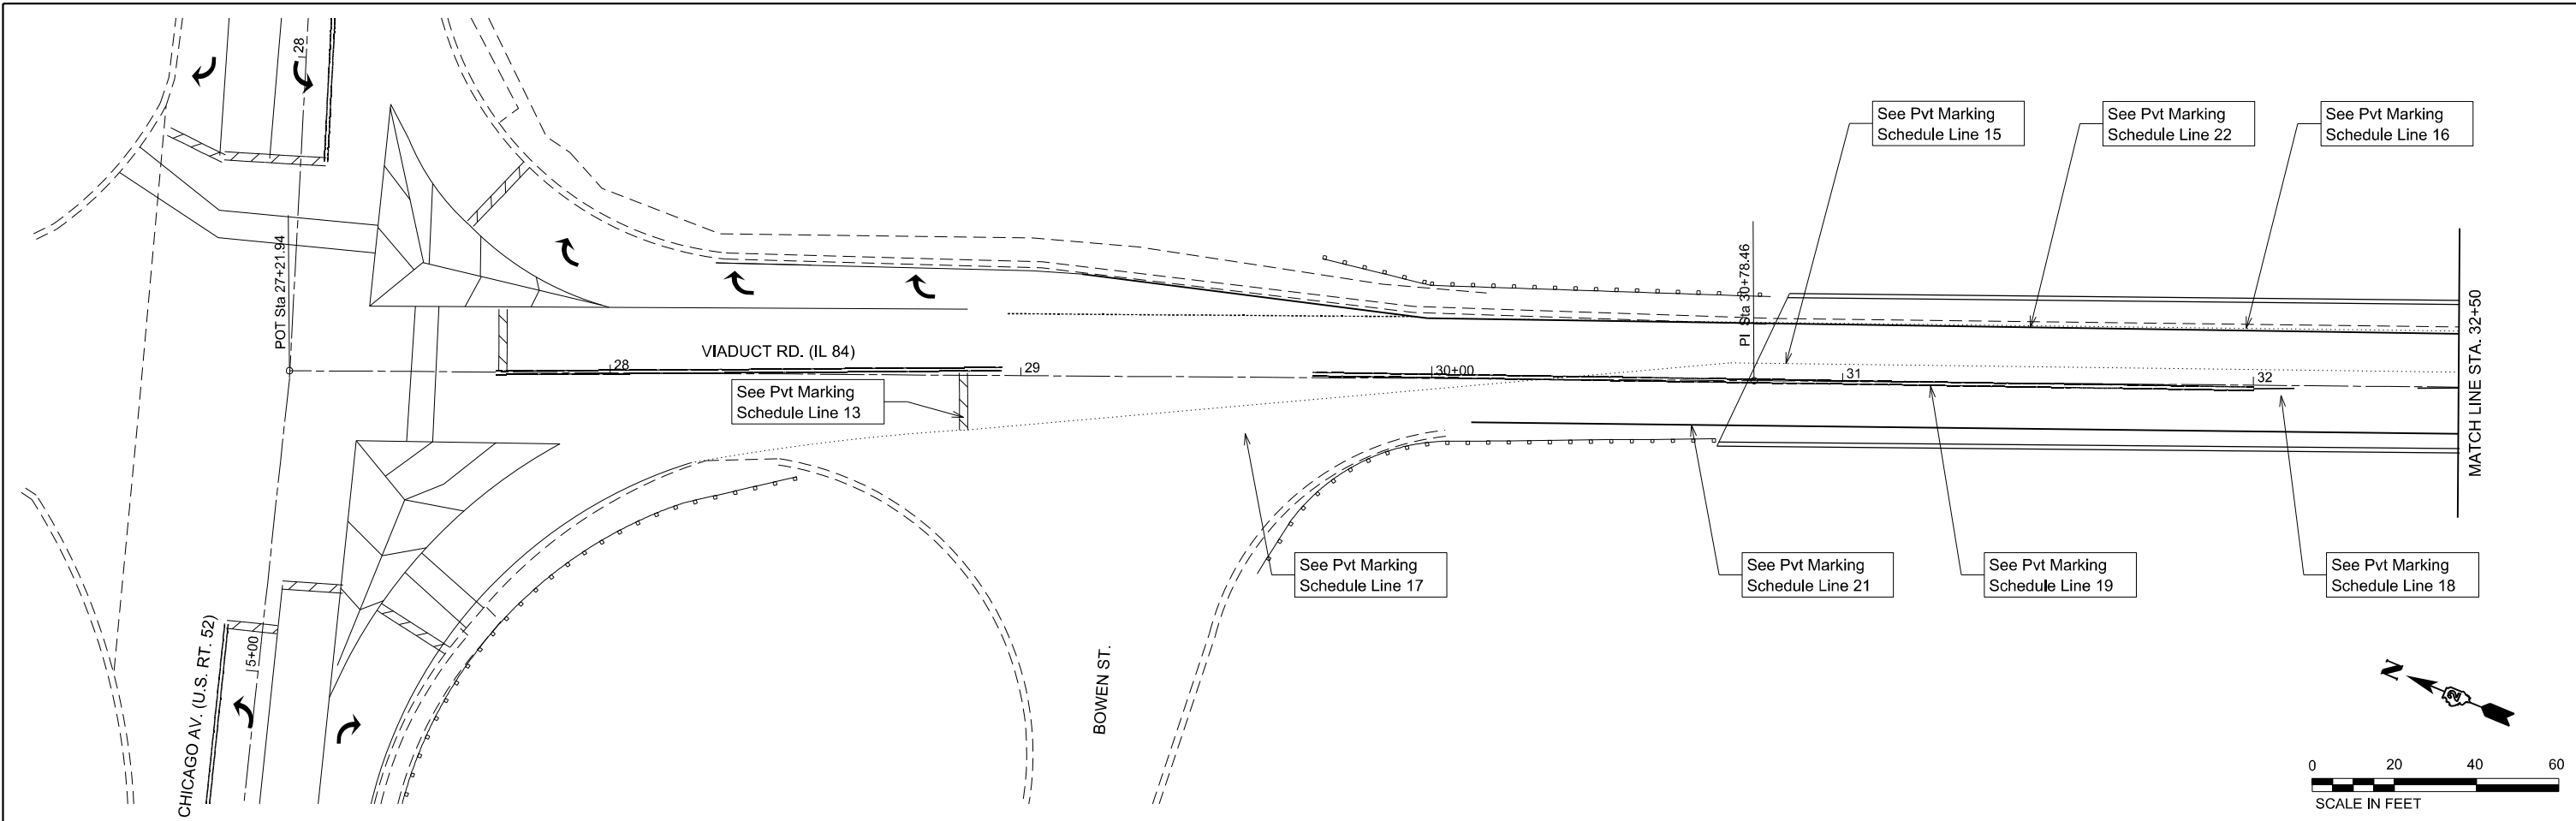 28
See Pvt Marking
Schedule Line 15
See Pvt Marking
Schedule Line 22
See Pvt Marking
Schedule Line 16
POT Sta 27+21.94
PI Sta 30+78.46
MATCH LINE STA. 32+50
VIADUCT RD. (IL 84)
28
29
30+00
31
32
See Pvt Marking
Schedule Line 13
See Pvt Marking
Schedule Line 17
See Pvt Marking
Schedule Line 21
See Pvt Marking
Schedule Line 19
See Pvt Marking
Schedule Line 18
CHICAGO AV. (U.S. RT. 52)
5+00
BOWEN ST.
N
2
0 20 40 60
SCALE IN FEET